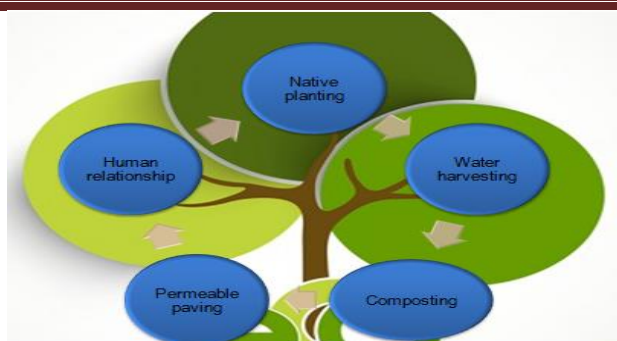 Native
planting
Water
harvesting
Composting
Permeable
paving
Human
relationship